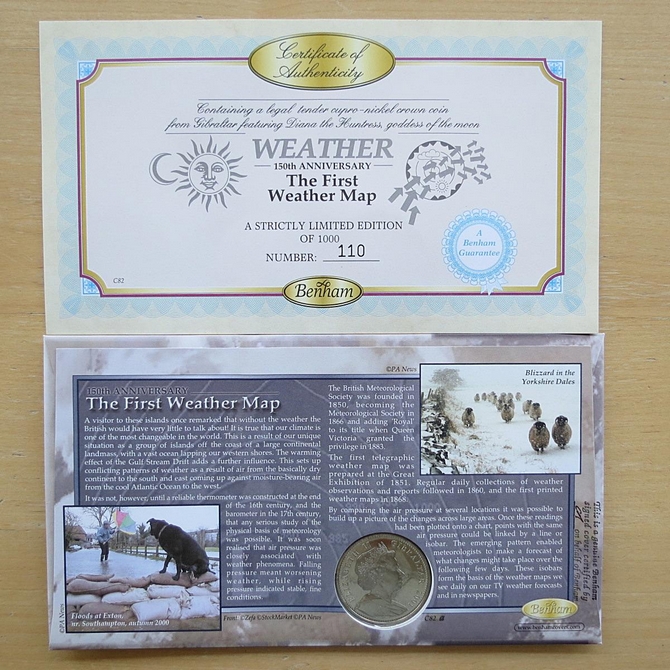 Certificate of
Authenticity
Containing a legal tender cupro-nickel crown coin
from Gibraltar featuring Diana the Huntress, goddess of the moon
WEATHER
150th ANNIVERSARY
The First
Weather Map
A STRICTLY LIMITED EDITION
OF 1000
NUMBER: 110
A
Benham
Guarantee
C82
Benham
©PA News
150th ANNIVERSARY
The First Weather Map
A visitor to these islands once remarked that without the weather the
British would have very little to talk about! It is true that our climate is
one of the most changeable in the world. This is a result of our unique
situation as a group of islands off the coast of a large continental
landmass, with a vast ocean lapping our western shores. The warming
effect of the Gulf Stream Drift adds a further influence. This sets up
conflicting patterns of weather as a result of air from the basically dry
continent to the south and east coming up against moisture-bearing air
from the cool Atlantic Ocean to the west.
It was not, however, until a reliable thermometer was constructed at the end
of the 16th century, and the
barometer in the 17th century,
that any serious study of the
physical basis of meteorology
was possible. It was soon
realised that air pressure was
closely associated with
weather phenomena. Falling
pressure meant worsening
weather, while rising
pressure indicated stable, fine
conditions.
The British Meteorological
Society was founded in
1850, becoming the
Meteorological Society in
1866 and adding 'Royal'
to its title when Queen
Victoria granted the
privilege in 1883.
The first telegraphic
weather map was
prepared at the Great
Exhibition of 1851. Regular daily collections of weather
observations and reports followed in 1860, and the first printed
weather maps in 1868.
By comparing the air pressure at several locations it was possible to
build up a picture of the changes across large areas. Once these readings
had been plotted onto a chart, points with the same
air pressure could be linked by a line or
isobar. The emerging pattern enabled
meteorologists to make a forecast of
what changes might take place over the
following few days. These isobars
form the basis of the weather maps we
see daily on our TV weather forecasts
and in newspapers.
Blizzard in the
Yorkshire Dales
Floods at Exton,
nr. Southampton, autumn 2000
©PA News
Front: ©Zefa ©StockMarket ©PA News
C82
This is a genuine Benham
signed cover certified by
Benham
www.benhamcover.com